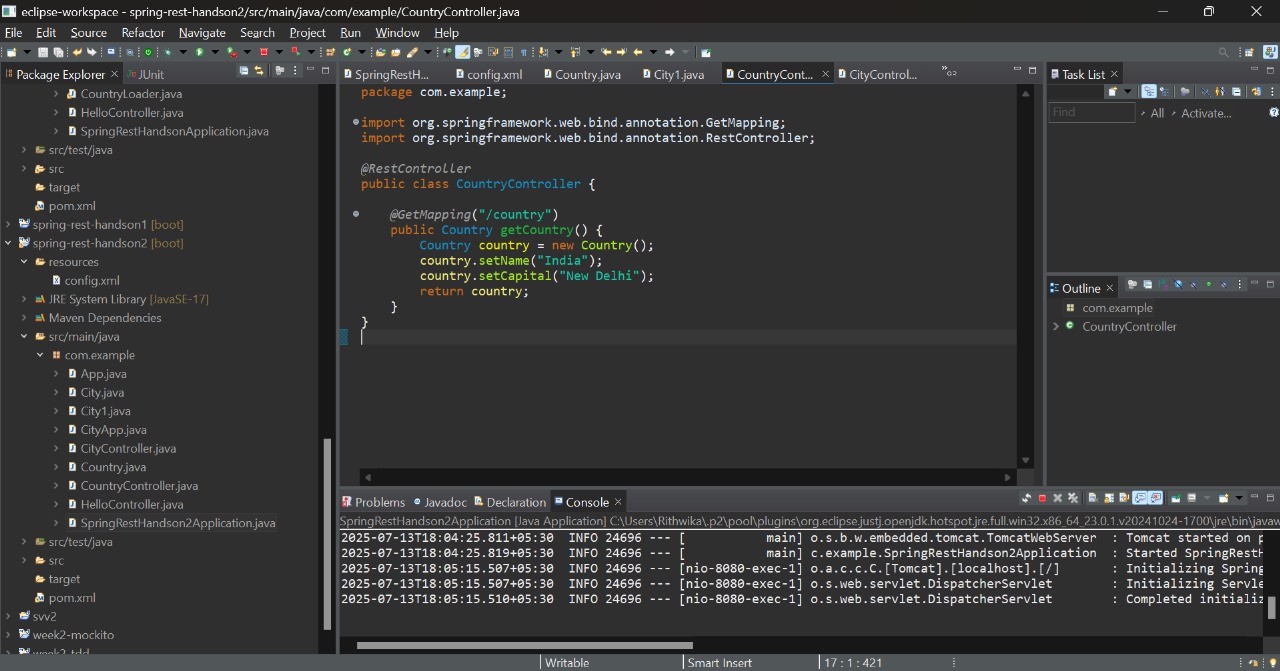 eclipse-workspace - spring-rest-handson2/src/main/java/com/example/CountryController.java
File Edit Source Refactor Navigate Search Project Run Window Help
Package Explorer
JUnit
CountryLoader.java
HelloController.java
SpringRestHandsonApplication.java
src/test/java
src
target
pom.xml
spring-rest-handson1 [boot]
spring-rest-handson2 [boot]
resources
config.xml
JRE System Library [JavaSE-17]
Maven Dependencies
src/main/java
com.example
App.java
City.java
City1.java
CityApp.java
CityController.java
Country.java
CountryController.java
HelloController.java
SpringRestHandson2Application.java
src/test/java
src
target
pom.xml
svv2
week2-mockito
week2-tdd
SpringRestH... config.xml Country.java City1.java CountryCont... CityControl...
package com.example;
import org.springframework.web.bind.annotation.GetMapping;
import org.springframework.web.bind.annotation.RestController;
@RestController
public class CountryController {
@GetMapping("/country")
public Country getCountry() {
Country country = new Country();
country.setName("India");
country.setCapital("New Delhi");
return country;
}
}
Task List
Find All Activate...
Outline
com.example
CountryController
Problems Javadoc Declaration Console
SpringRestHandson2Application [Java Application] C:\Users\Rithwika\.p2\pool\plugins\org.eclipse.justj.openjdk.hotspot.jre.full.win32.x86_64_23.0.1.v20241024-1700\jre\bin\javaw
2025-07-13T18:04:25.811+05:30 INFO 24696 --- [ main] o.s.b.w.embedded.tomcat.TomcatWebServer : Tomcat started on p
2025-07-13T18:04:25.819+05:30 INFO 24696 --- [ main] c.example.SpringRestHandson2Application : Started SpringRestH
2025-07-13T18:05:15.507+05:30 INFO 24696 --- [nio-8080-exec-1] o.a.c.c.C.[Tomcat].[localhost].[/] : Initializing Spring
2025-07-13T18:05:15.507+05:30 INFO 24696 --- [nio-8080-exec-1] o.s.web.servlet.DispatcherServlet : Initializing Servle
2025-07-13T18:05:15.510+05:30 INFO 24696 --- [nio-8080-exec-1] o.s.web.servlet.DispatcherServlet : Completed initializ
Writable Smart Insert 17 : 1 : 421